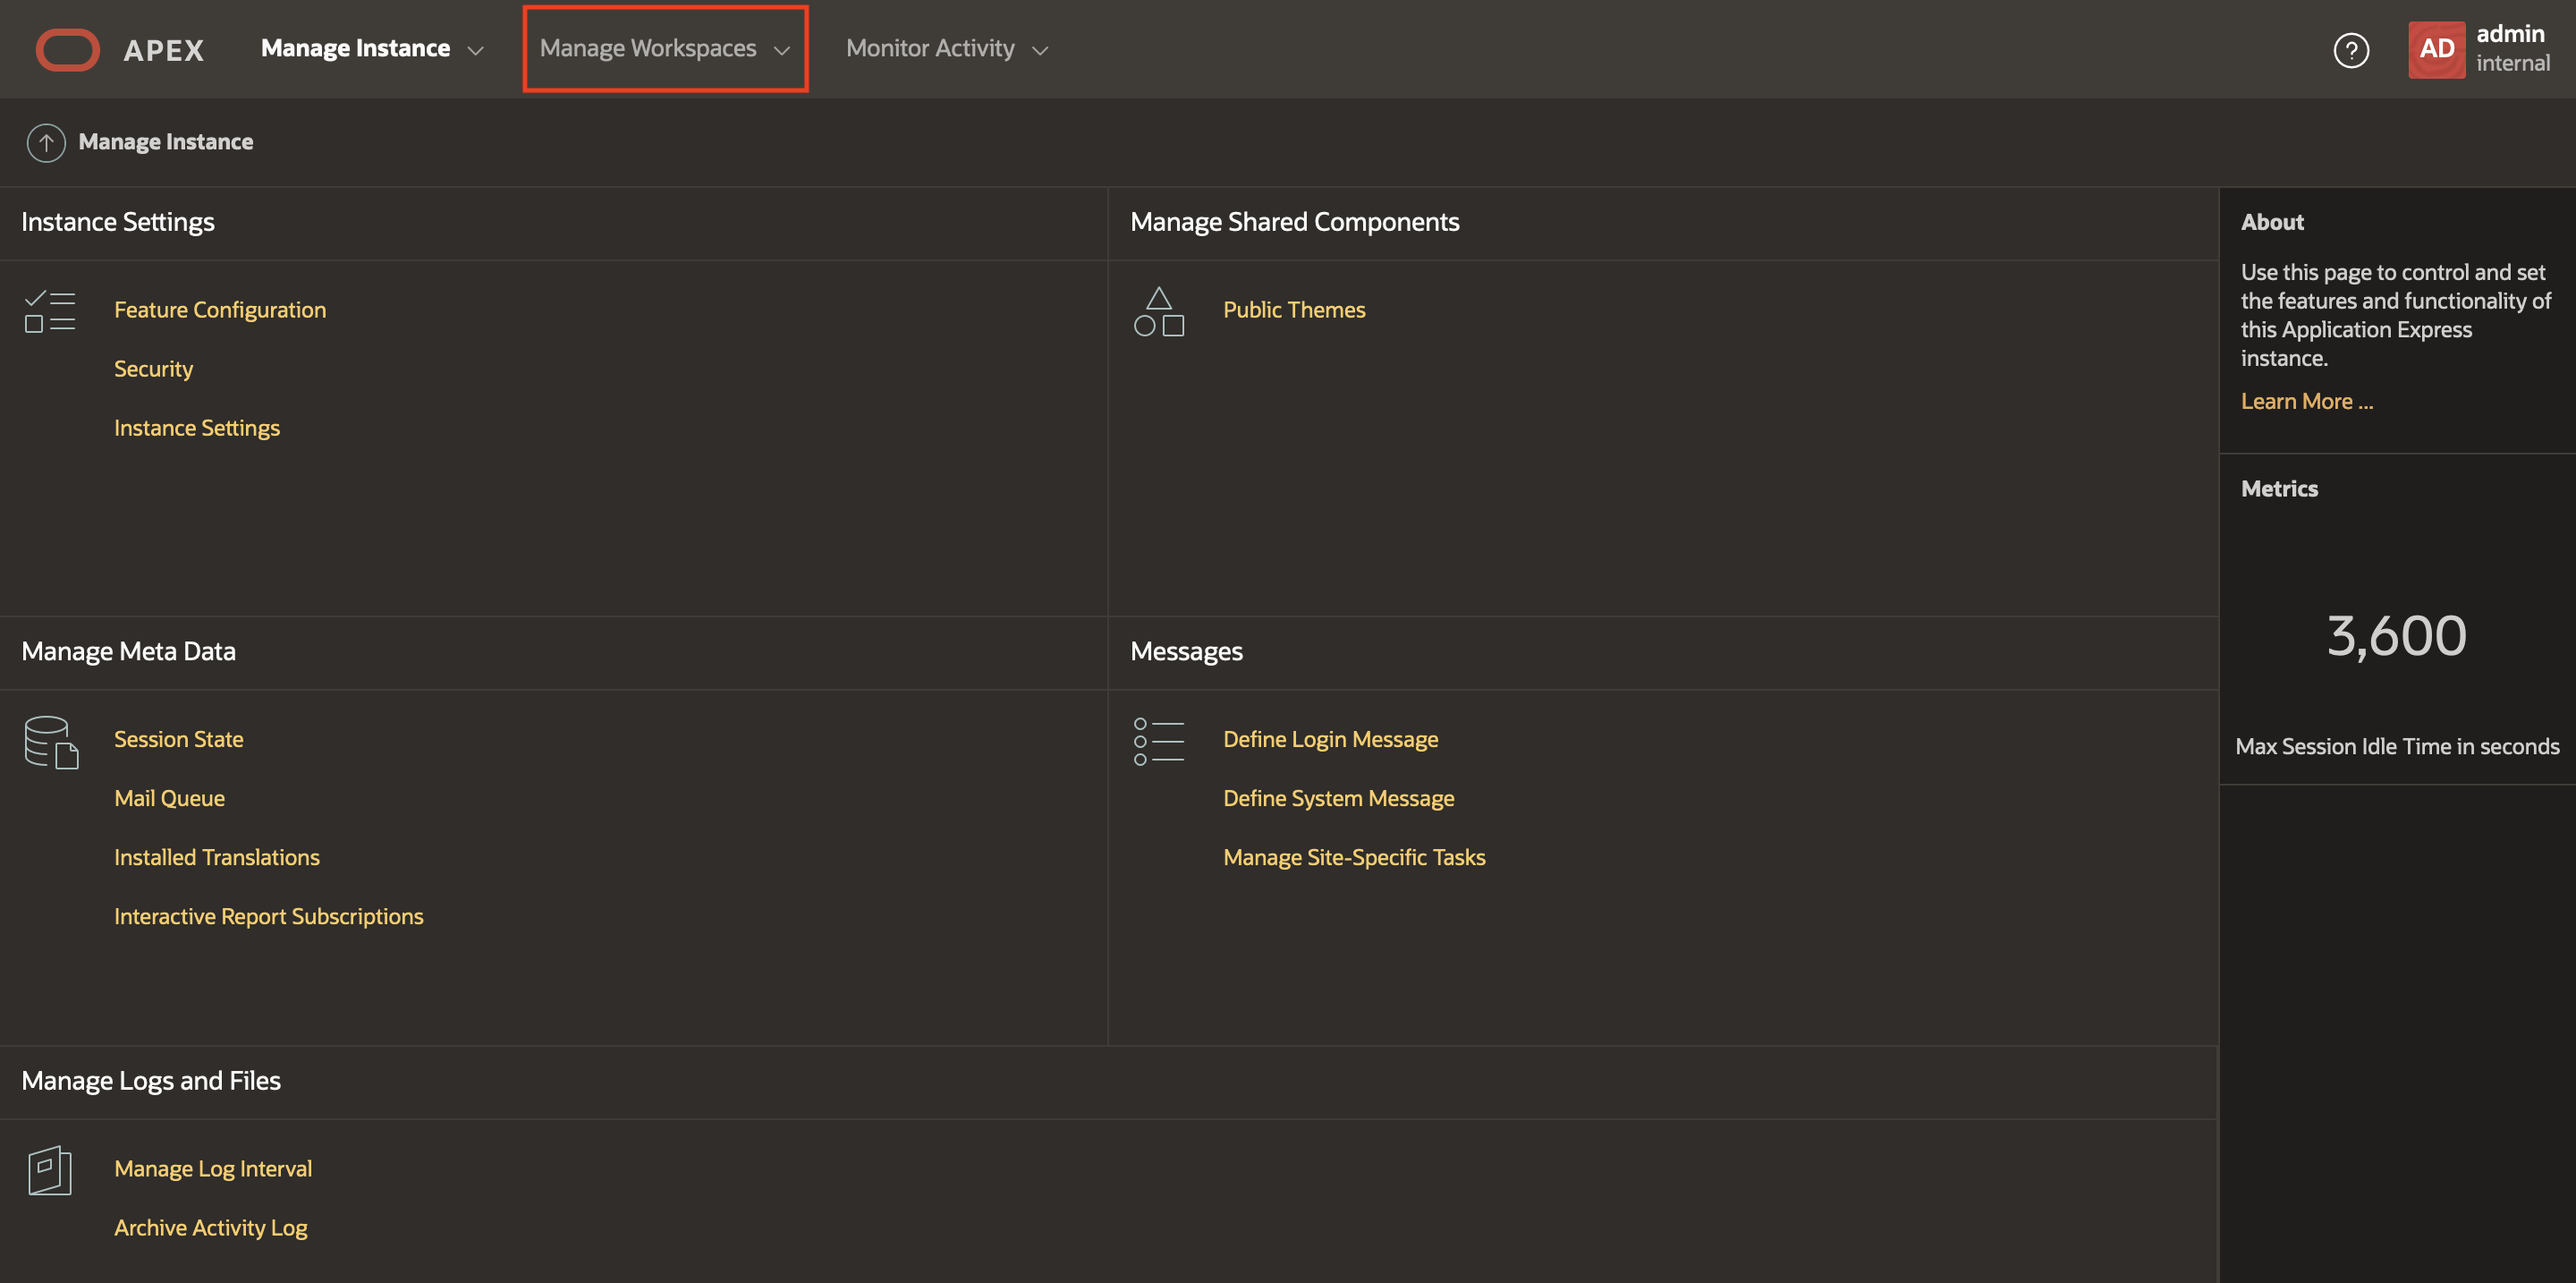 APEX
Manage Instance
Manage Workspaces
Monitor Activity
?
AD
admin
internal
Manage Instance
Instance Settings
Feature Configuration
Security
Instance Settings
Manage Shared Components
Public Themes
Manage Meta Data
Session State
Mail Queue
Installed Translations
Interactive Report Subscriptions
Messages
Define Login Message
Define System Message
Manage Site-Specific Tasks
Manage Logs and Files
Manage Log Interval
Archive Activity Log
About
Use this page to control and set
the features and functionality of
this Application Express
instance.
Learn More ...
Metrics
3,600
Max Session Idle Time in seconds